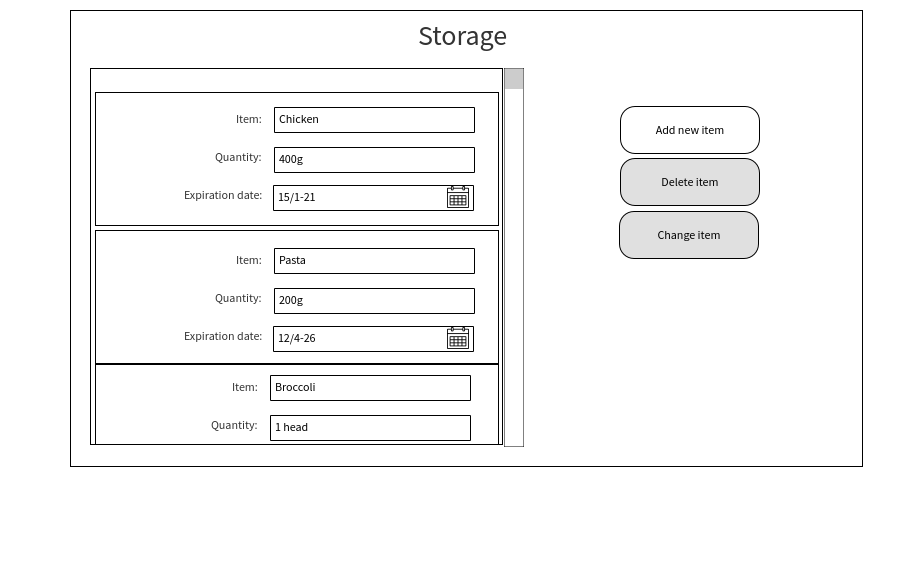 Storage
Item: Chicken
Quantity: 400g
Expiration date: 15/1-21
Item: Pasta
Quantity: 200g
Expiration date: 12/4-26
Item: Broccoli
Quantity: 1 head
Add new item
Delete item
Change item